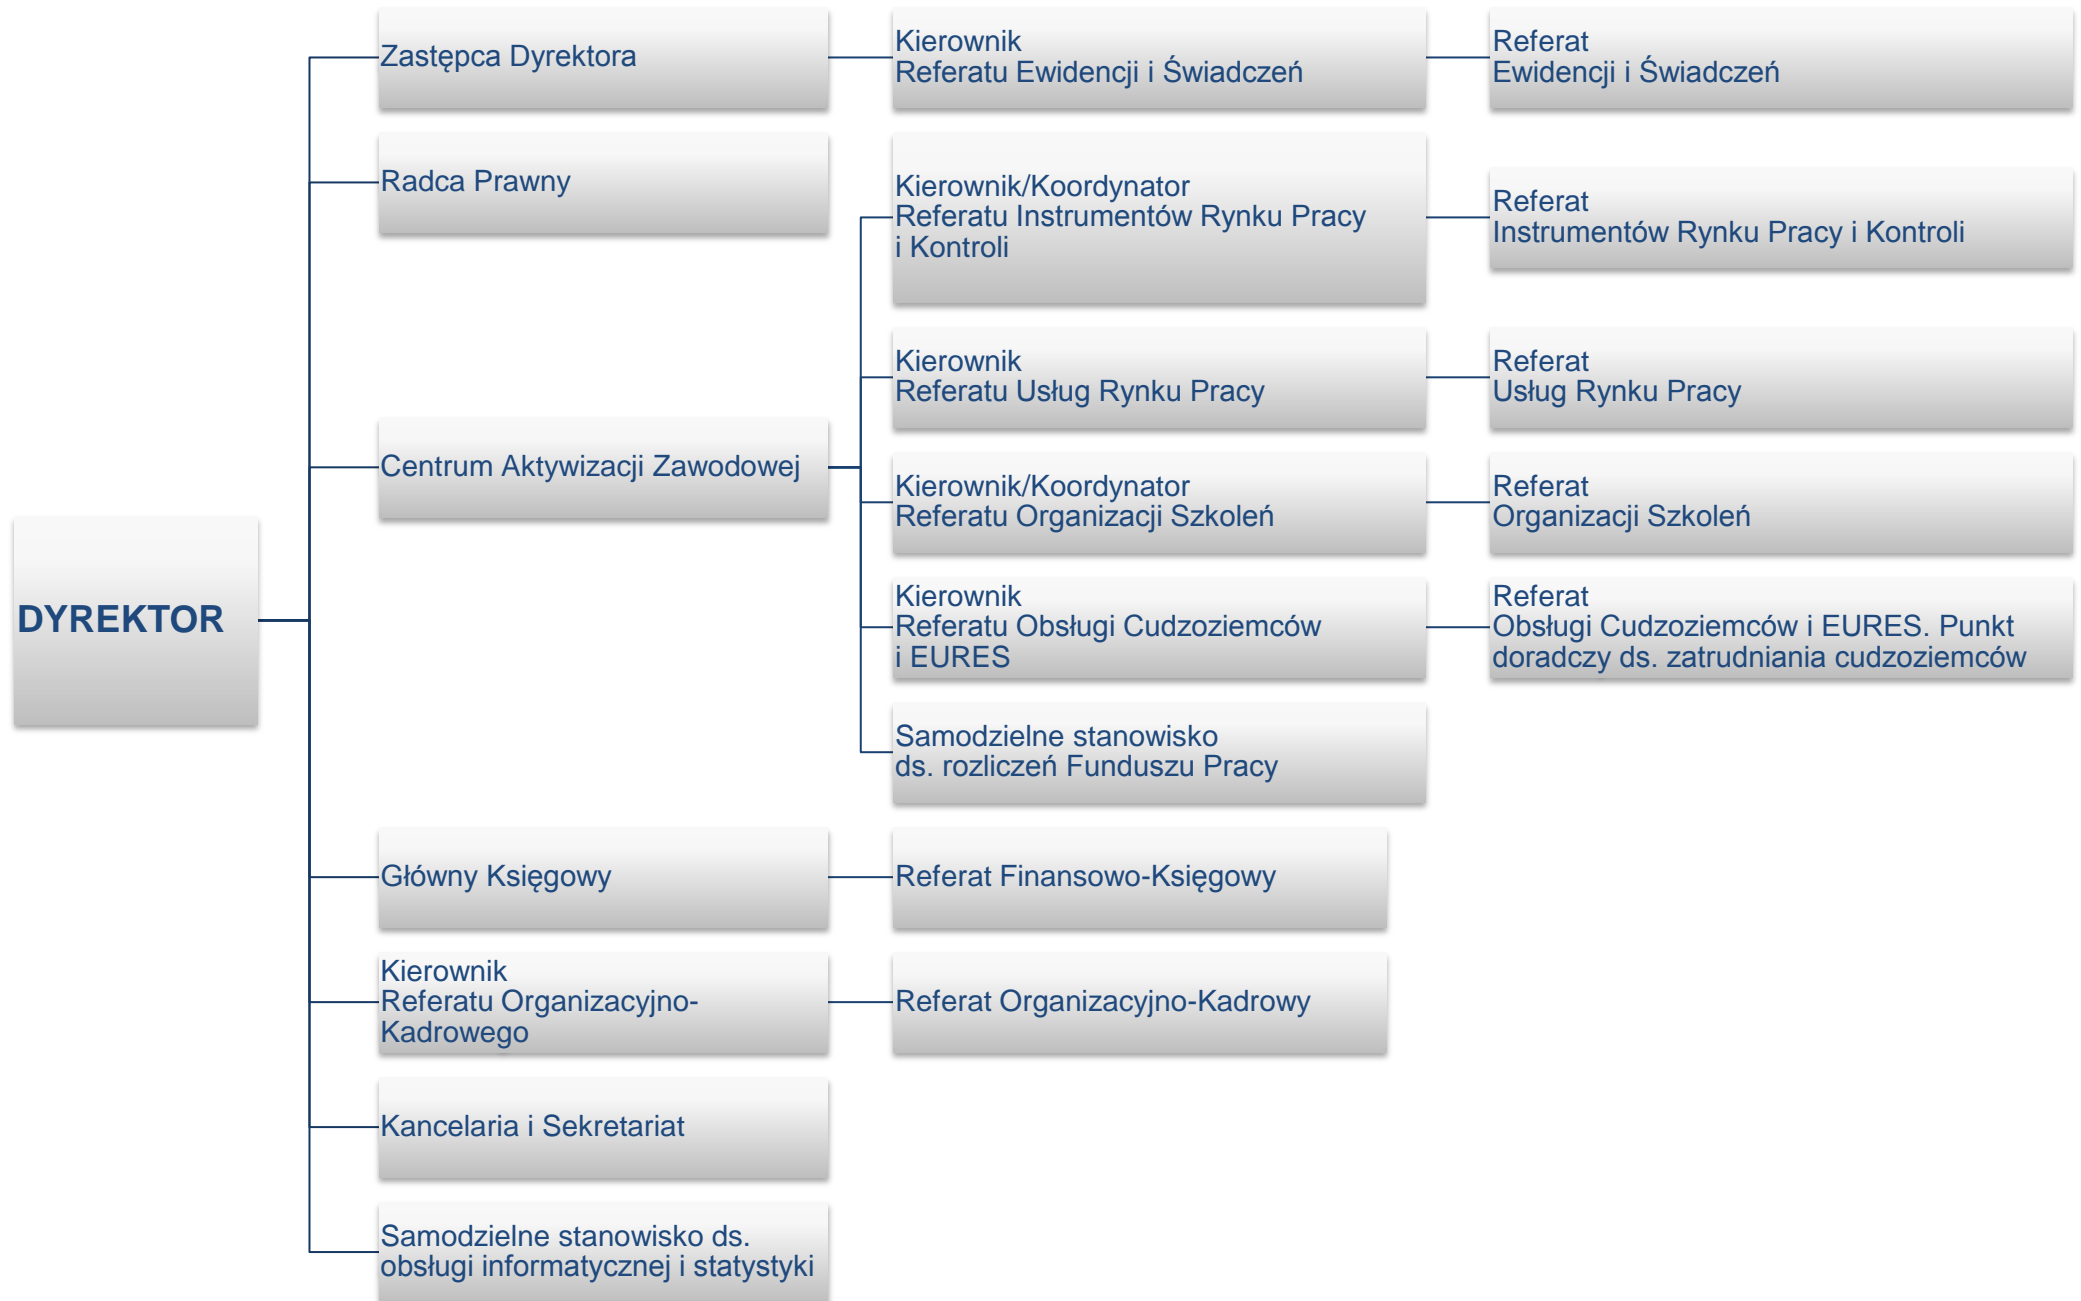 DYREKTOR
Zastępca Dyrektora
Kierownik
Referatu Ewidencji i Świadczeń
Referat
Ewidencji i Świadczeń
Radca Prawny
Centrum Aktywizacji Zawodowej
Kierownik/Koordynator
Referatu Instrumentów Rynku Pracy
i Kontroli
Referat
Instrumentów Rynku Pracy i Kontroli
Kierownik
Referatu Usług Rynku Pracy
Referat
Usług Rynku Pracy
Kierownik/Koordynator
Referatu Organizacji Szkoleń
Referat
Organizacji Szkoleń
Kierownik
Referatu Obsługi Cudzoziemców
i EURES
Referat
Obsługi Cudzoziemców i EURES. Punkt
doradczy ds. zatrudniania cudzoziemców
Samodzielne stanowisko
ds. rozliczeń Funduszu Pracy
Główny Księgowy
Referat Finansowo-Księgowy
Kierownik
Referatu Organizacyjno-
Kadrowego
Referat Organizacyjno-Kadrowy
Kancelaria i Sekretariat
Samodzielne stanowisko ds.
obsługi informatycznej i statystyki